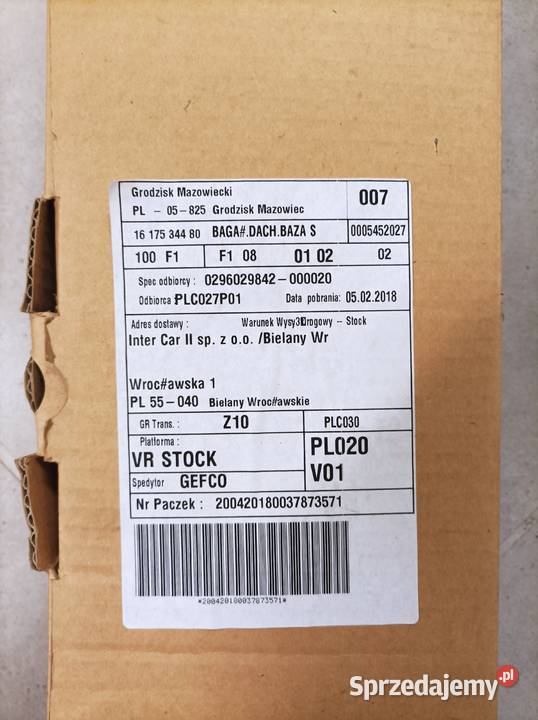 Grodzisk Mazowiecki
PL - 05-825 Grodzisk Mazowiec
007
16 175 344 80 BAGA#.DACH.BAZA S 0005452027
100 F1 F1 08 01 02 02
Spec odbiorcy : 0296029842-000020
Odbiorca : PLC027P01 Data pobrania: 05.02.2018
Adres dostawy : Warunek Drogowy - Stock
Inter Car II sp. z o.o. /Bielany Wr
Wroc#awska 1
PL 55-040 Bielany Wroc#awskie
GR Trans. : Z10 PLC030
Platforma :
VR STOCK
PL020
V01
Spedytor GEFCO
Nr Paczek : 200420180037873571
*200420180037873571*
Sprzedajemy.pl